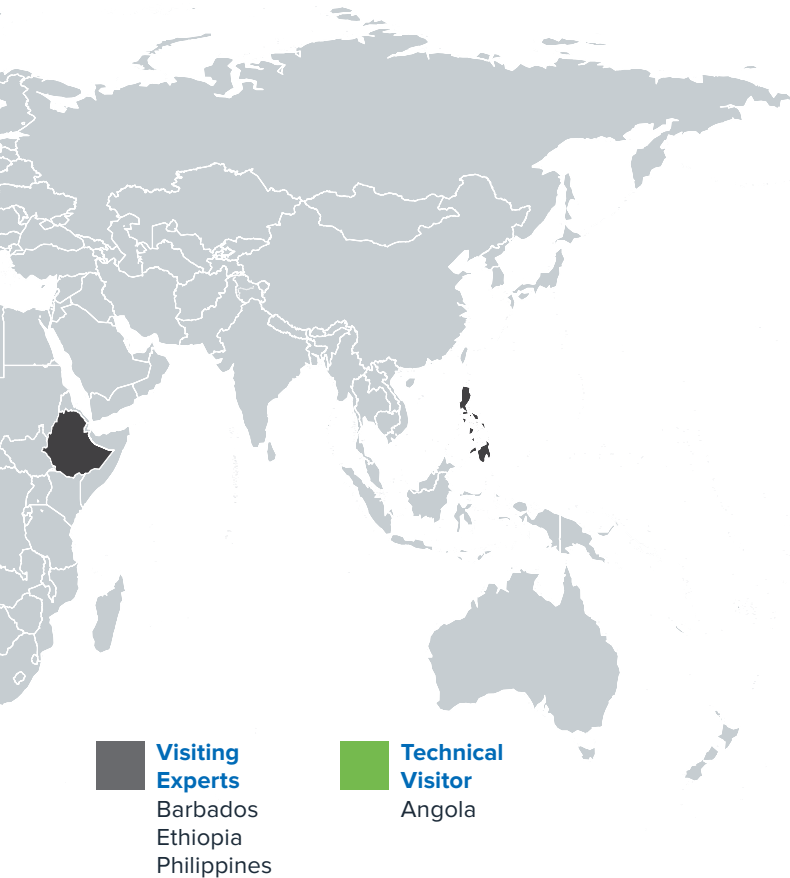 Visiting
Experts
Barbados
Ethiopia
Philippines
Technical
Visitor
Angola